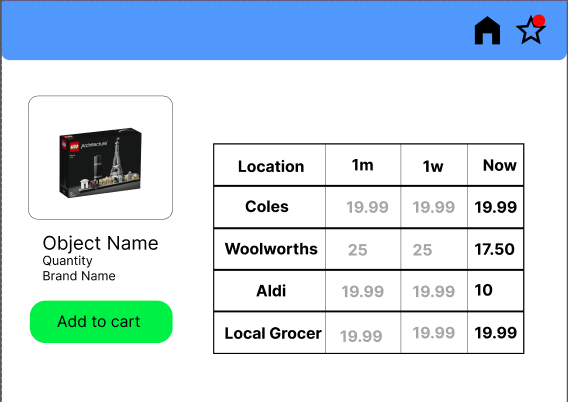 LEGO Architecture
Object Name
Quantity
Brand Name
Add to cart
Location 1m 1w Now
Coles 19.99 19.99 19.99
Woolworths 25 25 17.50
Aldi 19.99 19.99 10
Local Grocer 19.99 19.99 19.99